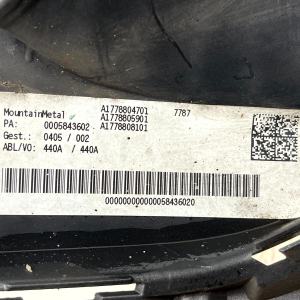 MountainMetal A1778804701 7787
PA: 0005843602 A1778805901
Gest.: 0405 / 002 A1778808101
ABL/VO: 440A / 440A
000000000000058436020